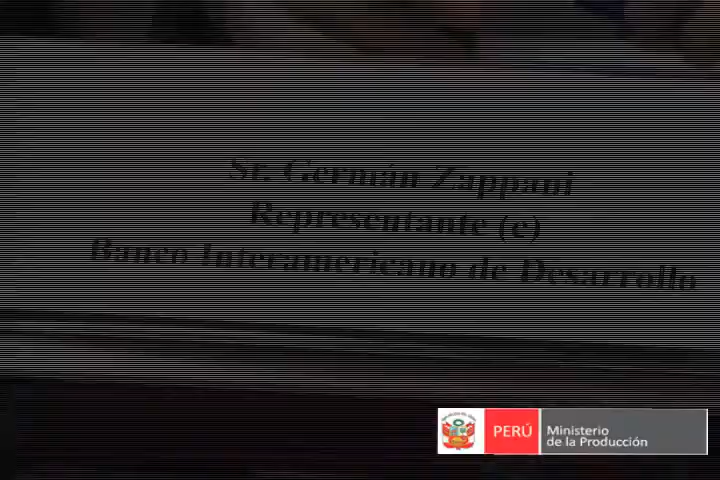 Sr. Germán Zappani
Representante (e)
Banco Interamericano de Desarrollo
PERÚ
Ministerio
de la Producción